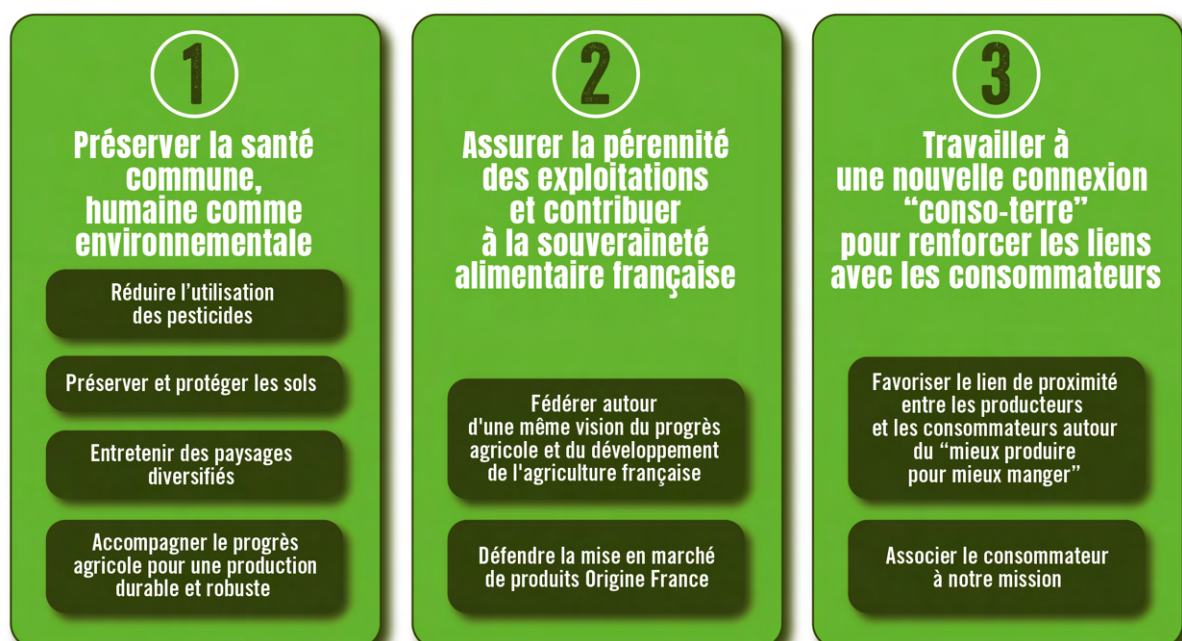 1
Préserver la santé
commune,
humaine comme
environnementale
Réduire l’utilisation
des pesticides
Préserver et protéger les sols
Entretenir des paysages
diversifiés
Accompagner le progrès
agricole pour une production
durable et robuste
2
Assurer la pérennité
des exploitations
et contribuer
à la souveraineté
alimentaire française
Fédérer autour
d'une même vision du progrès
agricole et du développement
de l'agriculture française
Défendre la mise en marché
de produits Origine France
3
Travailler à
une nouvelle connexion
“conso-terre”
pour renforcer les liens
avec les consommateurs
Favoriser le lien de proximité
entre les producteurs
et les consommateurs autour
du “mieux produire
pour mieux manger”
Associer le consommateur
à notre mission